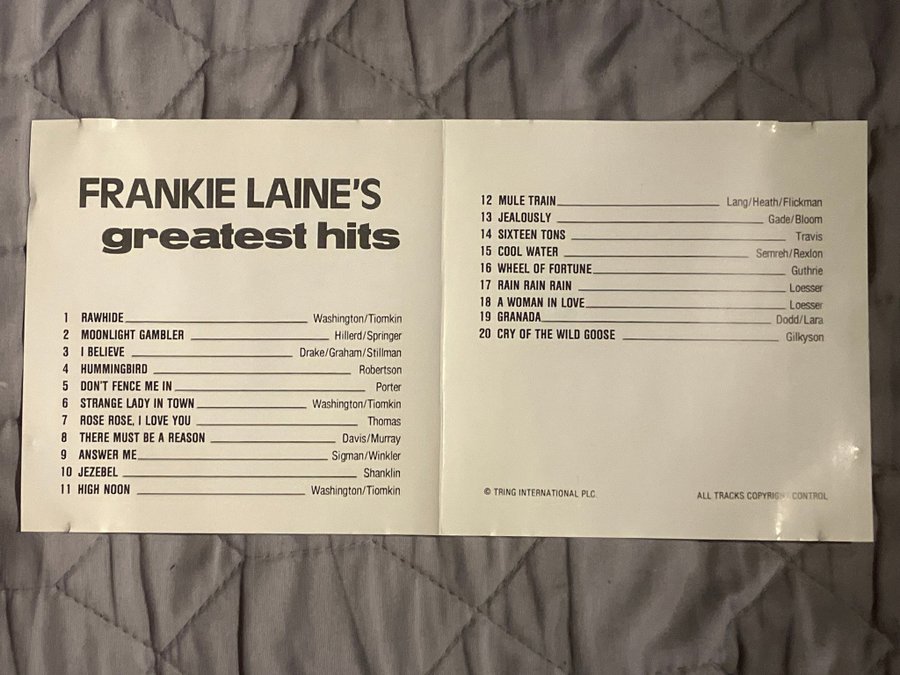 FRANKIE LAINE'S
greatest hits
1 RAWHIDE Washington/Tiomkin
2 MOONLIGHT GAMBLER Hillerd/Springer
3 I BELIEVE Drake/Graham/Stillman
4 HUMMINGBIRD Robertson
5 DON'T FENCE ME IN Porter
6 STRANGE LADY IN TOWN Washington/Tiomkin
7 ROSE ROSE, I LOVE YOU Thomas
8 THERE MUST BE A REASON Davis/Murray
9 ANSWER ME Sigman/Winkler
10 JEZEBEL Shanklin
11 HIGH NOON Washington/Tiomkin
12 MULE TRAIN Lang/Heath/Flickman
13 JEALOUSLY Gade/Bloom
14 SIXTEEN TONS Travis
15 COOL WATER Semreh/Rexlon
16 WHEEL OF FORTUNE Guthrie
17 RAIN RAIN RAIN Loesser
18 A WOMAN IN LOVE Loesser
19 GRANADA Dodd/Lara
20 CRY OF THE WILD GOOSE Gilkyson
© TRING INTERNATIONAL PLC.
ALL TRACKS COPYRIGHT CONTROL